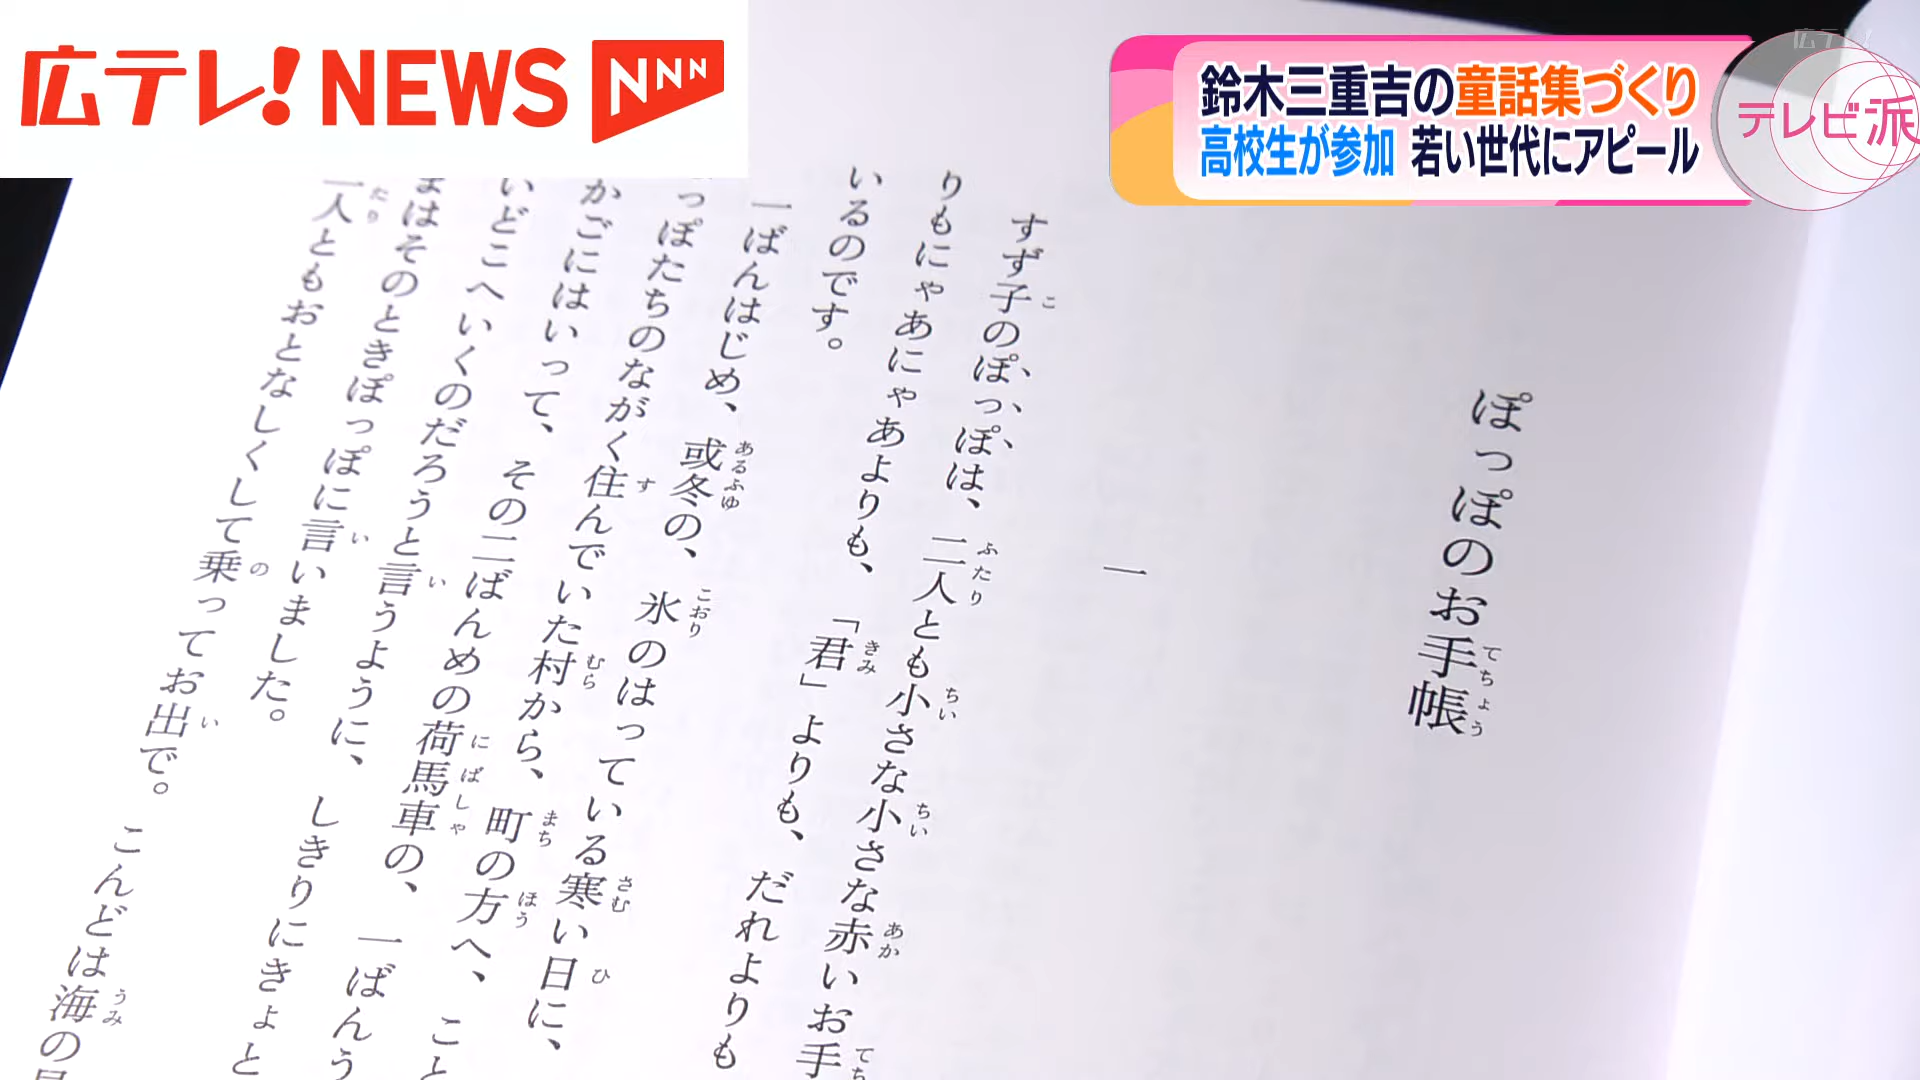 広テレ!NEWS NNN
鈴木三重吉の童話集づくり
高校生が参加 若い世代にアピール
テレビ派
広テレ!
ぽっぽのお手帳
一
すず子のぽっぽは、二人とも小さな小さな赤いお手
りもにゃあにゃあよりも、「君」よりも、だれよりも
いるのです。
一ばんはじめ、或冬の、氷のはっている寒い日に、
っぽたちのながく住んでいた村から、町の方へ、こと
かごにはいって、その二ばんめの荷馬車の、一ばんう
いどこへいくのだろうと言うように、しきりにきょと
まはそのときぽっぽに言いました。
二人ともおとなしくして乗ってお出で。こんどは海の